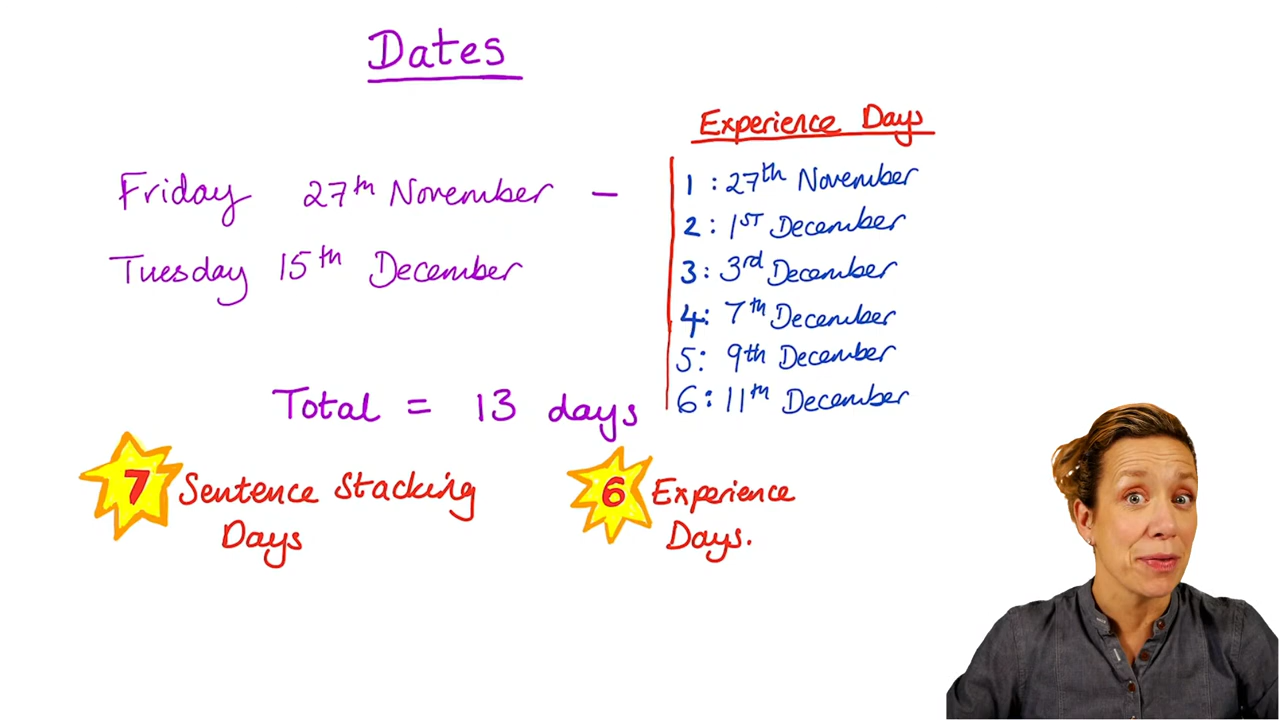 Dates
Friday 27th November –
Tuesday 15th December
Total = 13 days
Experience Days
1: 27th November
2: 1ST December
3: 3rd December
4: 7th December
5: 9th December
6: 11th December
7 Sentence Stacking
Days
6 Experience
Days.